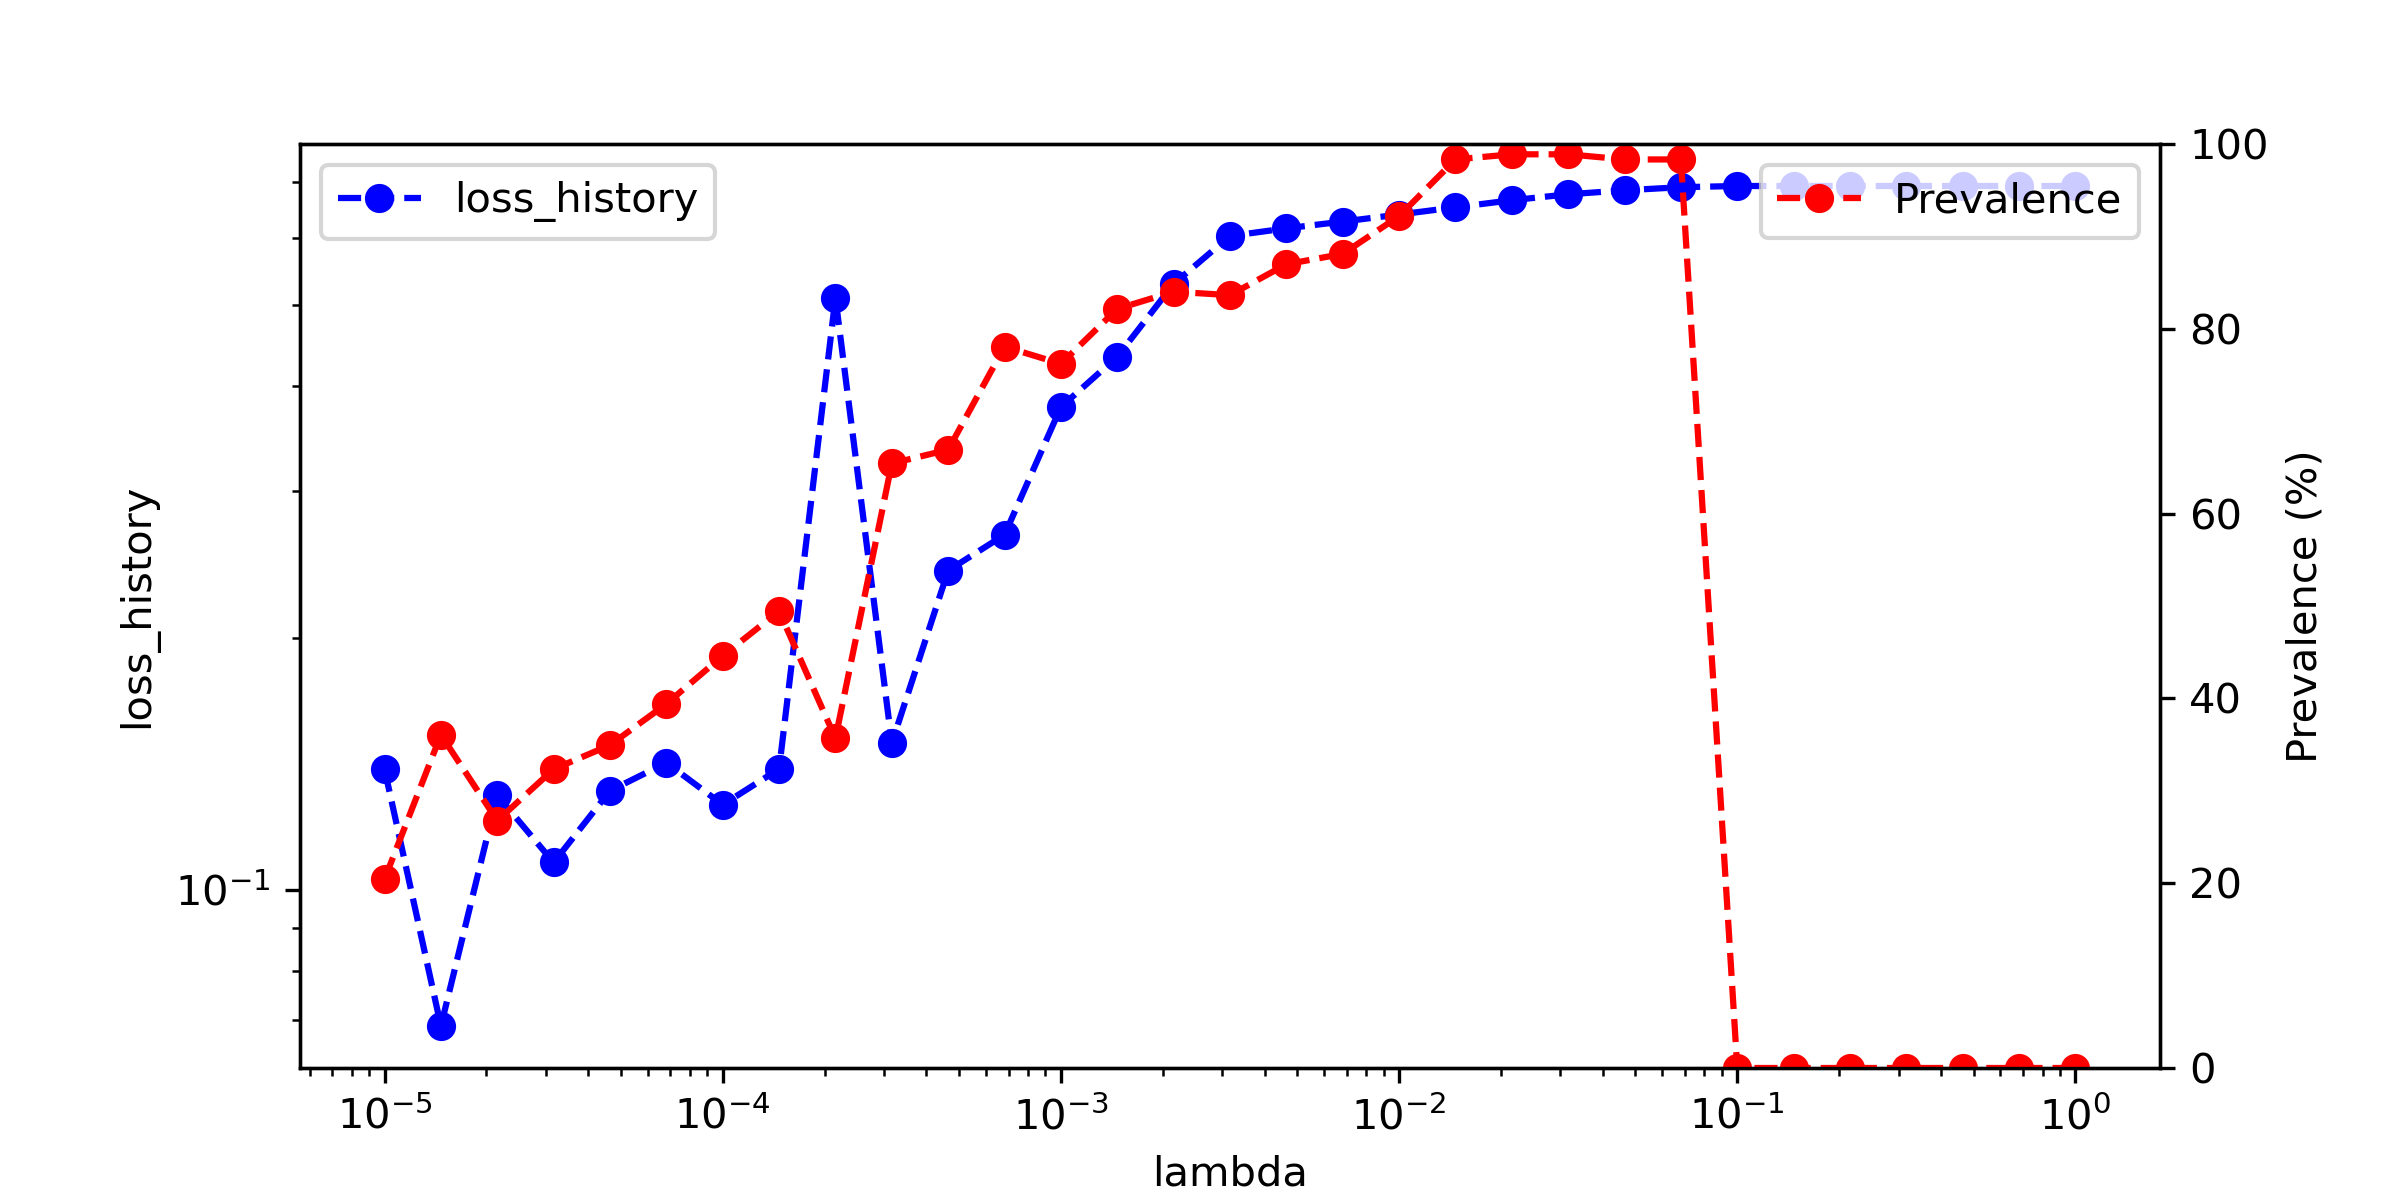 loss_history
Prevalence
100
80
60
40
20
0
10⁻¹
loss_history
Prevalence (%)
10⁻⁵ 10⁻⁴ 10⁻³ 10⁻² 10⁻¹ 10⁰
lambda